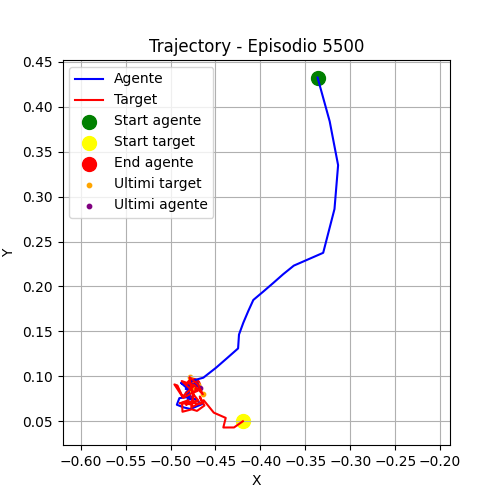 Trajectory - Episodio 5500
0.45
0.40
0.35
0.30
0.25
0.20
0.15
0.10
0.05
Y
Agente
Target
Start agente
Start target
End agente
Ultimi target
Ultimi agente
−0.60 −0.55 −0.50 −0.45 −0.40 −0.35 −0.30 −0.25 −0.20
X